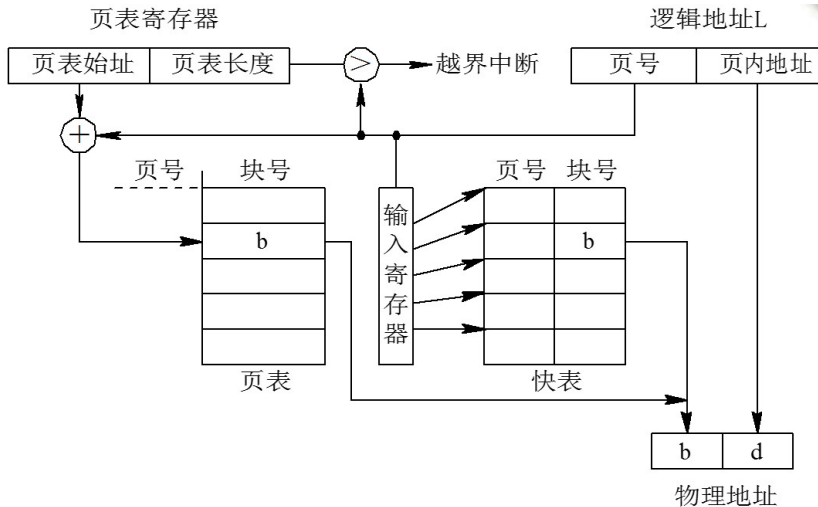 页表寄存器
逻辑地址L
页表始址 页表长度
>
越界中断
页号 页内地址
+
页号 块号
页号 块号
输入寄存器
b
b
页表
快表
b d
物理地址